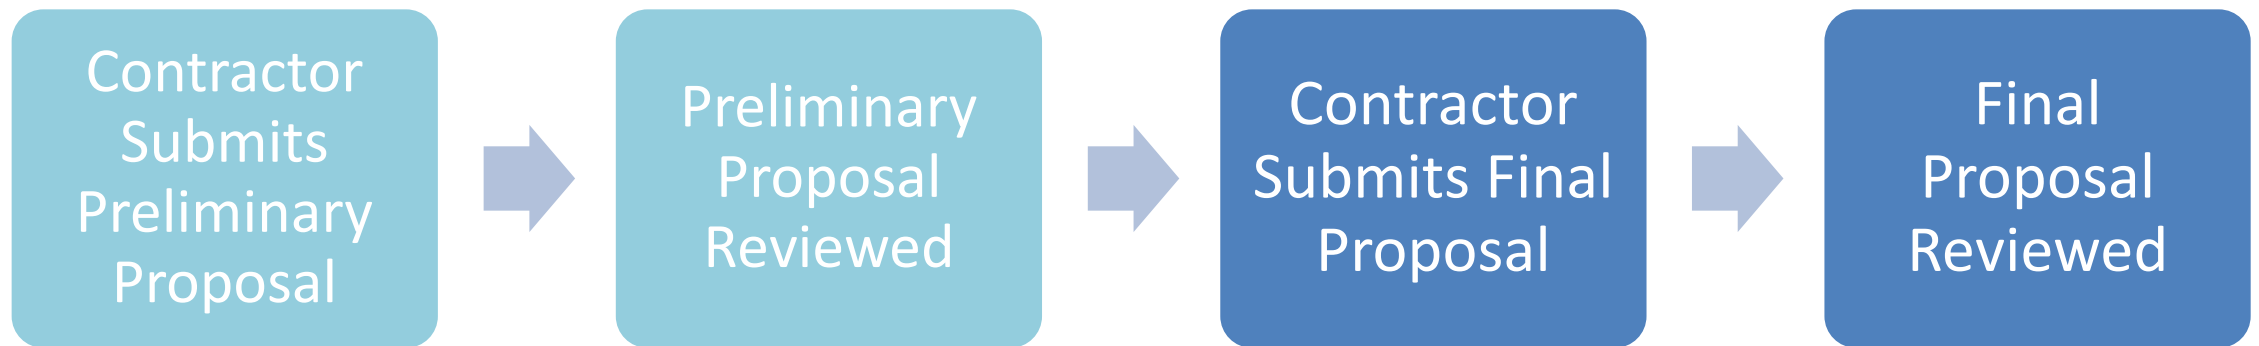 Contractor
Submits
Preliminary
Proposal
Preliminary
Proposal
Reviewed
Contractor
Submits Final
Proposal
Final
Proposal
Reviewed